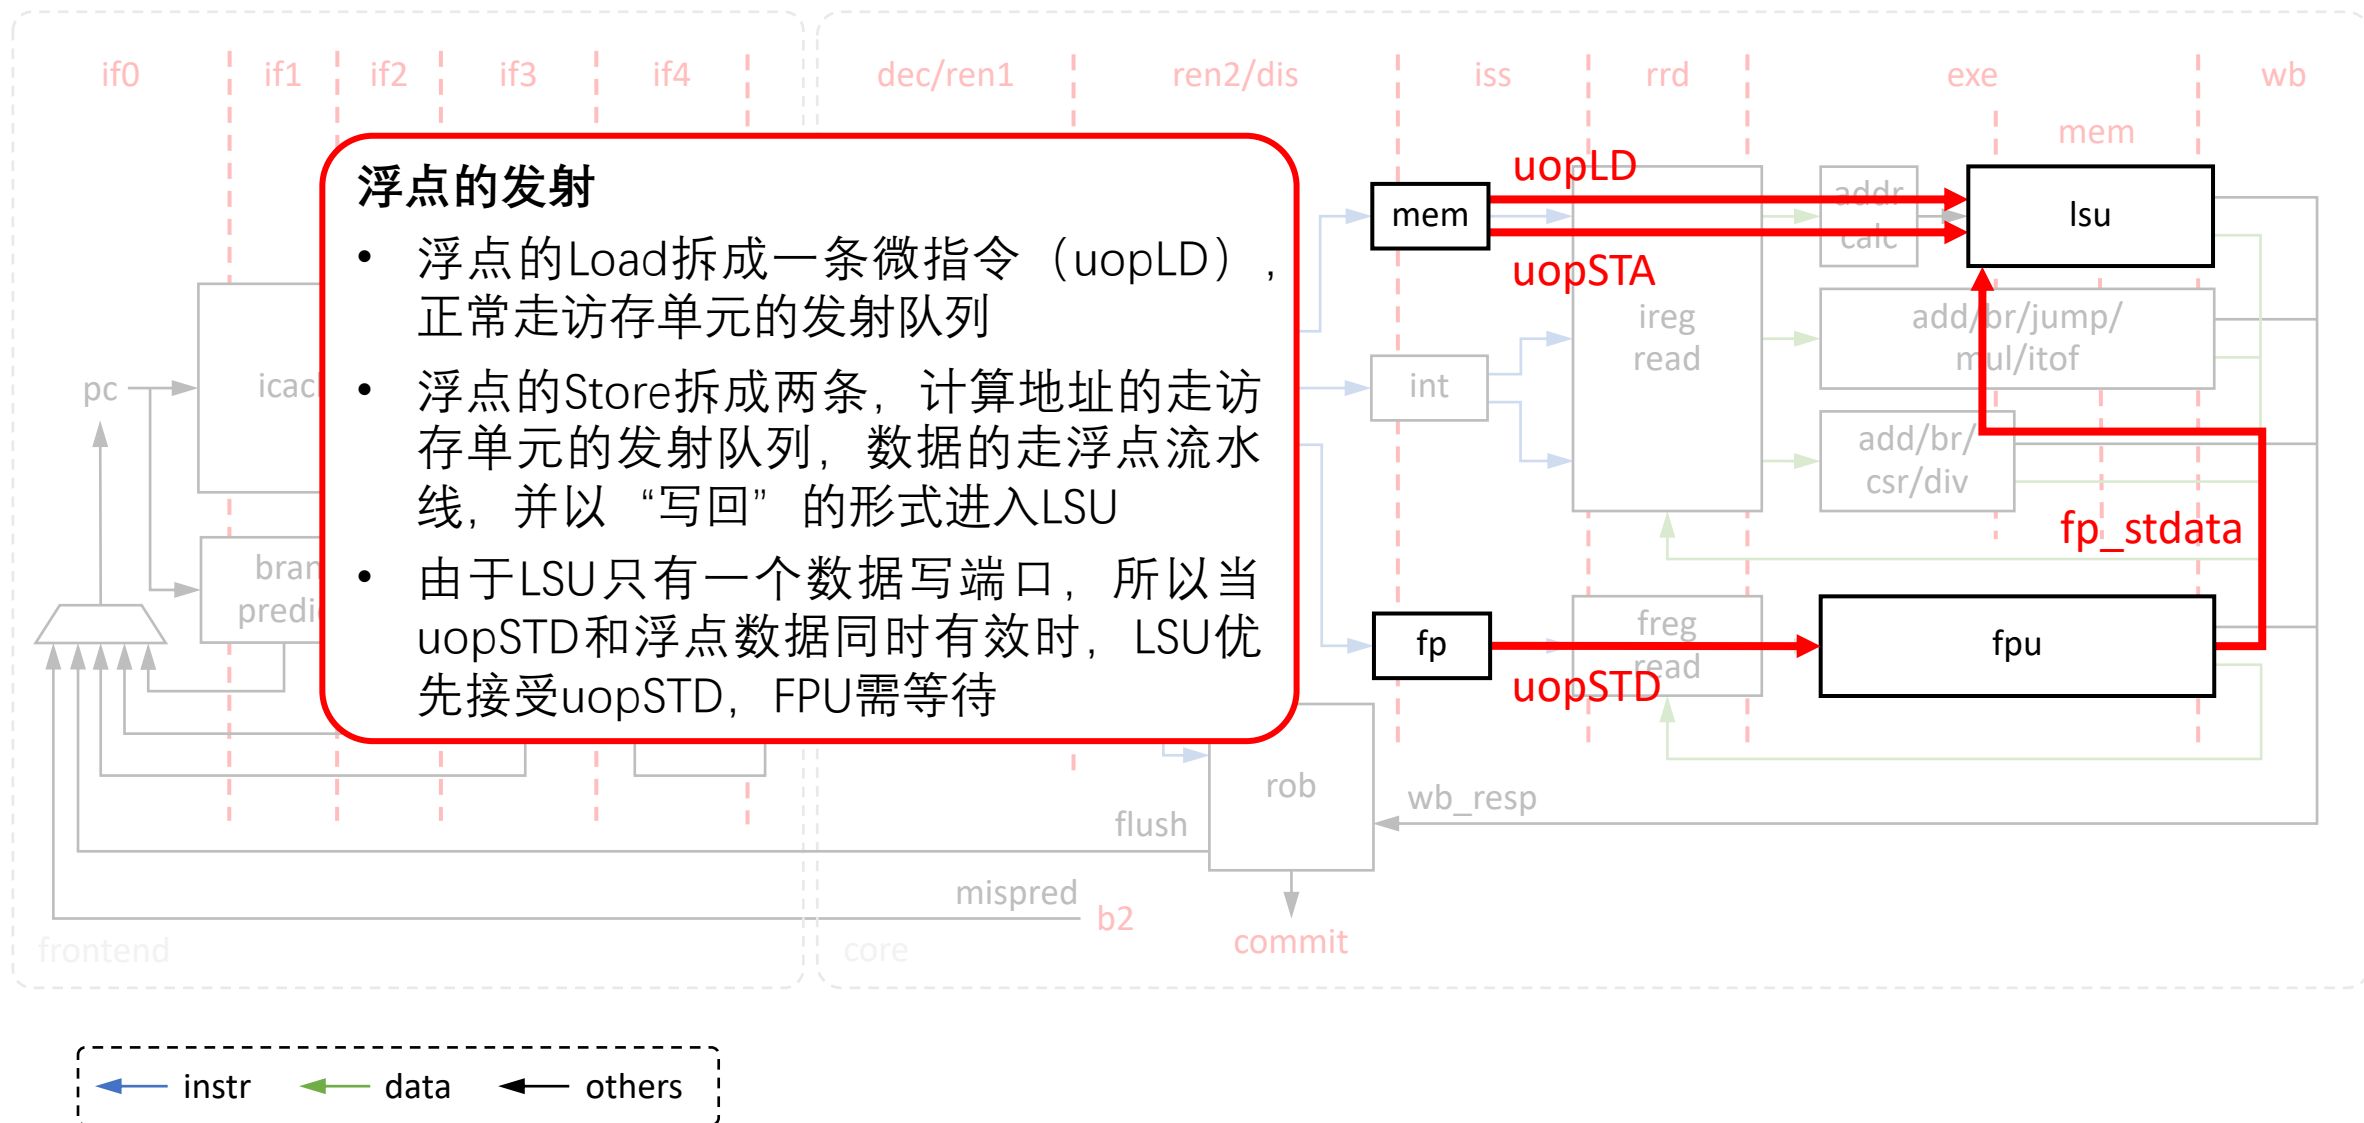 if0
if1
if2
if3
if4
dec/ren1
ren2/dis
iss
rrd
exe
wb
mem
浮点的发射
• 浮点的Load拆成一条微指令（uopLD），
正常走访存单元的发射队列
• 浮点的Store拆成两条，计算地址的走访
存单元的发射队列，数据的走浮点流水
线，并以“写回”的形式进入LSU
• 由于LSU只有一个数据写端口，所以当
uopSTD和浮点数据同时有效时，LSU优
先接受uopSTD，FPU需等待
pc
mem
uopLD
uopSTA
addr
calc
lsu
int
ireg
read
add/br/jump/
mul/itof
add/br/
csr/div
fp_stdata
fp
uopSTD
freg
read
fpu
rob
wb_resp
flush
mispred
b2
commit
frontend
core
instr
data
others